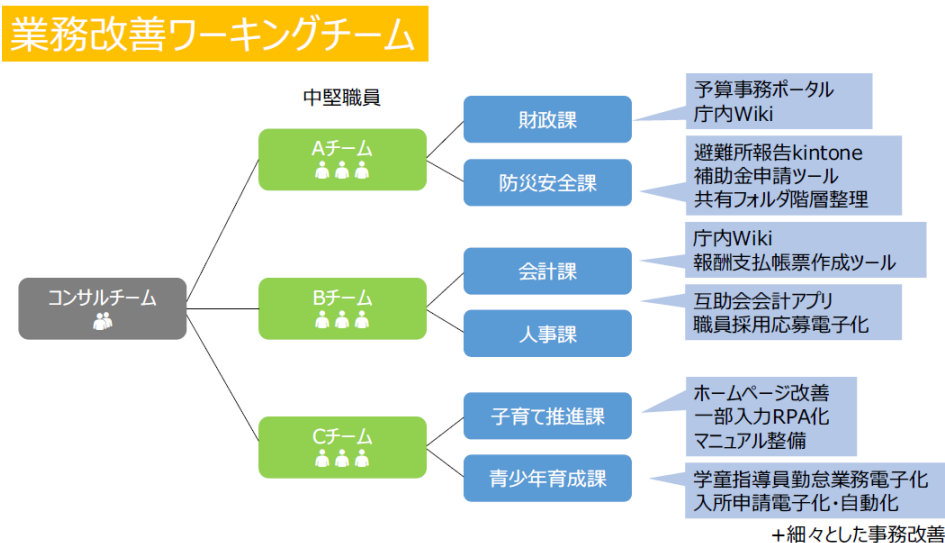 業務改善ワーキングチーム
中堅職員
コンサルチーム
Aチーム
財政課
予算事務ポータル
庁内Wiki
防災安全課
避難所報告kintone
補助金申請ツール
共有フォルダ階層整理
Bチーム
会計課
庁内Wiki
報酬支払帳票作成ツール
人事課
互助会会計アプリ
職員採用応募電子化
Cチーム
子育て推進課
ホームページ改善
一部入力RPA化
マニュアル整備
青少年育成課
学童指導員勤怠業務電子化
入所申請電子化・自動化
＋細々とした事務改善